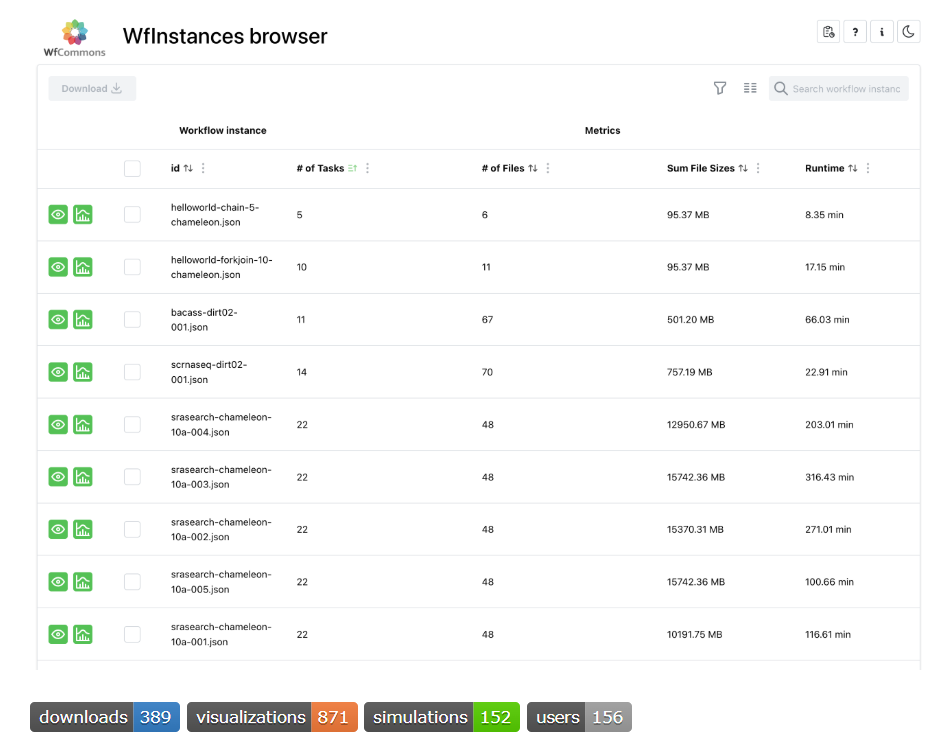 WfCommons
WfInstances browser
Download
Search workflow instanc
Workflow instance Metrics
id # of Tasks # of Files Sum File Sizes Runtime
helloworld-chain-5-
chameleon.json 5 6 95.37 MB 8.35 min
helloworld-forkjoin-10-
chameleon.json 10 11 95.37 MB 17.15 min
bacass-dirt02-
001.json 11 67 501.20 MB 66.03 min
scrnaseq-dirt02-
001.json 14 70 757.19 MB 22.91 min
srasearch-chameleon-
10a-004.json 22 48 12950.67 MB 203.01 min
srasearch-chameleon-
10a-003.json 22 48 15742.36 MB 316.43 min
srasearch-chameleon-
10a-002.json 22 48 15370.31 MB 271.01 min
srasearch-chameleon-
10a-005.json 22 48 15742.36 MB 100.66 min
srasearch-chameleon-
10a-001.json 22 48 10191.75 MB 116.61 min
downloads 389 visualizations 871 simulations 152 users 156